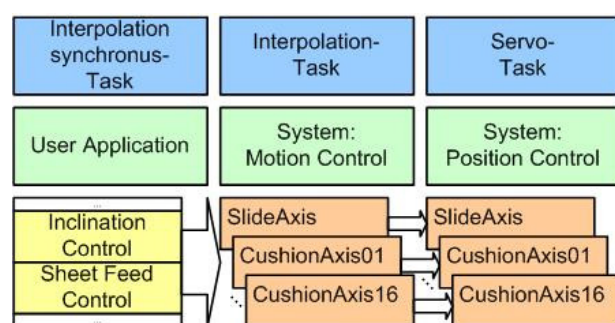 Interpolation
synchronus-
Task
Interpolation-
Task
Servo-
Task
User Application
System:
Motion Control
System:
Position Control
...
Inclination
Control
Sheet Feed
Control
...
SlideAxis
CushionAxis01
CushionAxis16
SlideAxis
CushionAxis01
CushionAxis16